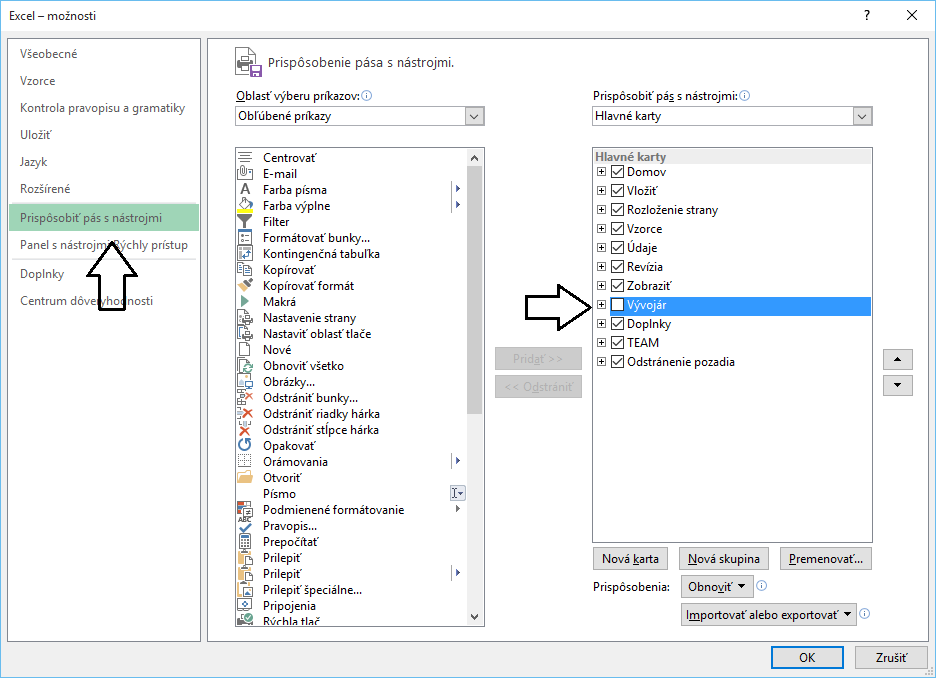 Excel – možnosti
?
Všeobecné
Vzorce
Kontrola pravopisu a gramatiky
Uložiť
Jazyk
Rozšírené
Prispôsobiť pás s nástrojmi
Panel s nástrojmi Rýchly prístup
Doplnky
Centrum dôveryhodnosti
Prispôsobenie pása s nástrojmi.
Oblasť výberu príkazov:
Obľúbené príkazy
Centrovať
E-mail
Farba písma
Farba výplne
Filter
Formátovať bunky...
Kontingenčná tabuľka
Kopírovať
Kopírovať formát
Makrá
Nastavenie strany
Nastaviť oblasť tlače
Nové
Obnoviť všetko
Obrázky...
Odstrániť bunky...
Odstrániť riadky hárka
Odstrániť stĺpce hárka
Opakovať
Orámovania
Otvoriť
Písmo
Podmienené formátovanie
Pravopis...
Prepočítať
Prilepiť
Prilepiť
Prilepiť špeciálne...
Pripojenia
Rýchla tlač
Pridať >>
<< Odstrániť
Prispôsobiť pás s nástrojmi:
Hlavné karty
Hlavné karty
Domov
Vložiť
Rozloženie strany
Vzorce
Údaje
Revízia
Zobraziť
Vývojár
Doplnky
TEAM
Odstránenie pozadia
Nová karta
Nová skupina
Premenovať...
Prispôsobenia:
Obnoviť
Importovať alebo exportovať
OK
Zrušiť